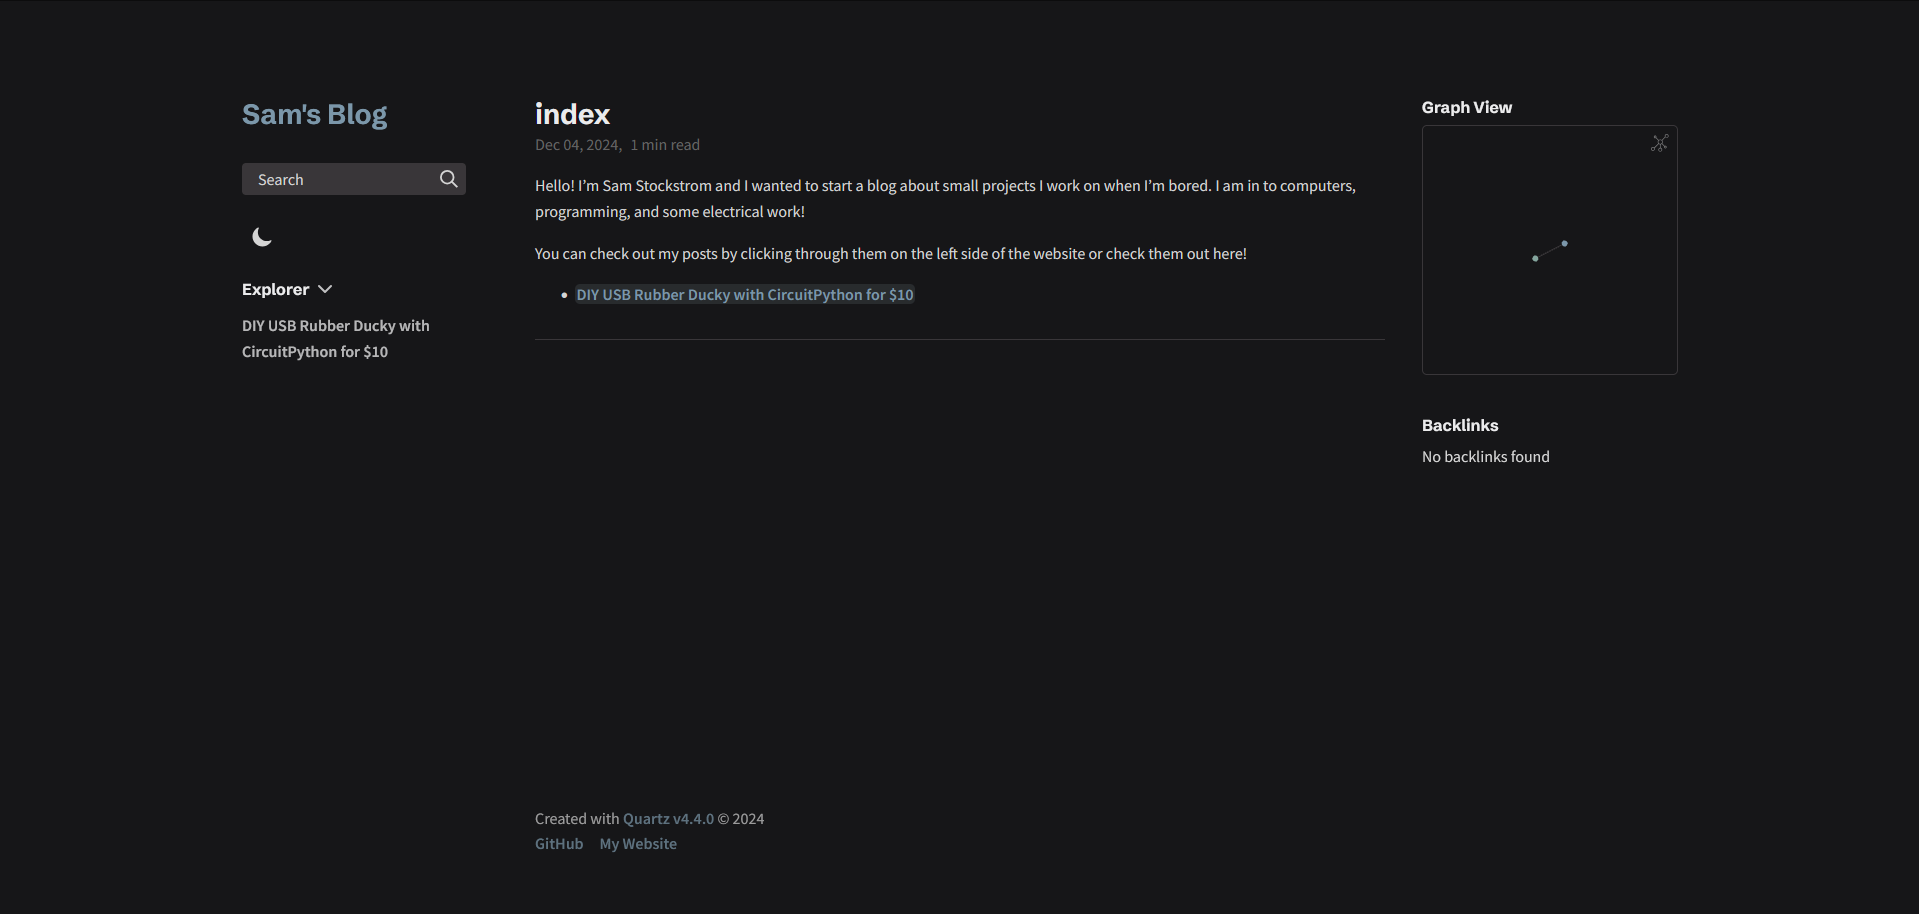 Sam's Blog
Search
Explorer
DIY USB Rubber Ducky with
CircuitPython for $10
index
Dec 04, 2024, 1 min read
Hello! I’m Sam Stockstrom and I wanted to start a blog about small projects I work on when I’m bored. I am in to computers,
programming, and some electrical work!
You can check out my posts by clicking through them on the left side of the website or check them out here!
• DIY USB Rubber Ducky with CircuitPython for $10
Created with Quartz v4.4.0 © 2024
GitHub My Website
Graph View
Backlinks
No backlinks found